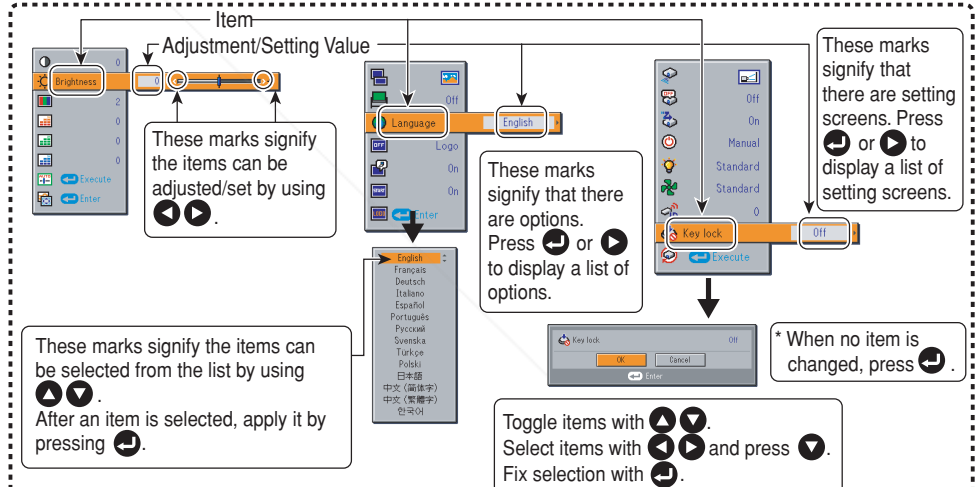 Item
Adjustment/Setting Value
0
Brightness
0
2
0
0
0
Execute
Enter
These marks signify
the items can be
adjusted/set by using
.
Off
Language
English
OFF
Logo
On
START
On
LOGO
Enter
English
Français
Deutsch
Italiano
Español
Português
Русский
Svenska
Türkçe
Polski
日本語
中文 (简体字)
中文 (繁體字)
한국어
These marks
signify that there
are options.
Press or
to display a list of
options.
OFF
Off
On
Manual
Standard
Standard
0
Key lock
Off
Execute
These marks
signify that
there are setting
screens. Press
or to
display a list of
setting screens.
Key lock
Off
OK
Cancel
Enter
* When no item is
changed, press .
These marks signify the items can
be selected from the list by using
.
After an item is selected, apply it by
pressing .
Toggle items with .
Select items with and press .
Fix selection with .